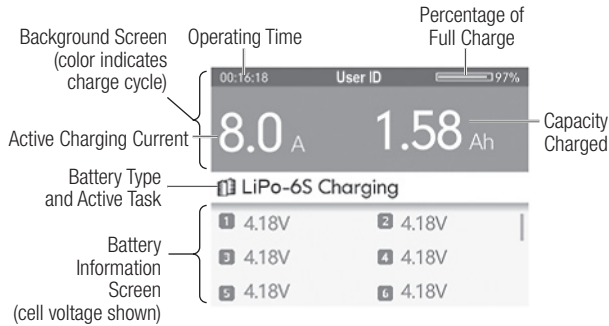 Percentage of
Full Charge
Operating Time
Background Screen
(color indicates
charge cycle)
00:16:18 User ID 97%
Active Charging Current
8.0 A 1.58 Ah
Capacity
Charged
Battery Type
and Active Task
LiPo-6S Charging
Battery
Information
Screen
(cell voltage shown)
1 4.18V 2 4.18V
3 4.18V 4 4.18V
5 4.18V 6 4.18V